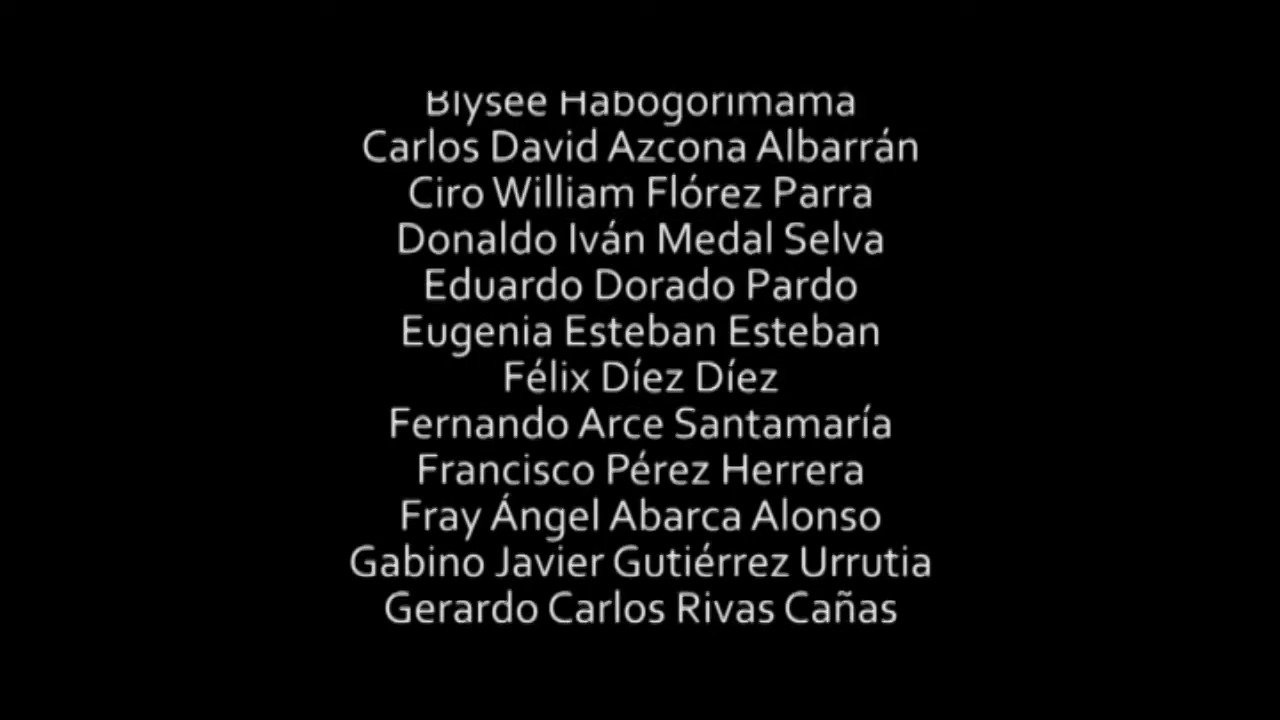 Blysee Habogorimama
Carlos David Azcona Albarrán
Ciro William Flórez Parra
Donaldo Iván Medal Selva
Eduardo Dorado Pardo
Eugenia Esteban Esteban
Félix Díez Díez
Fernando Arce Santamaría
Francisco Pérez Herrera
Fray Ángel Abarca Alonso
Gabino Javier Gutiérrez Urrutia
Gerardo Carlos Rivas Cañas